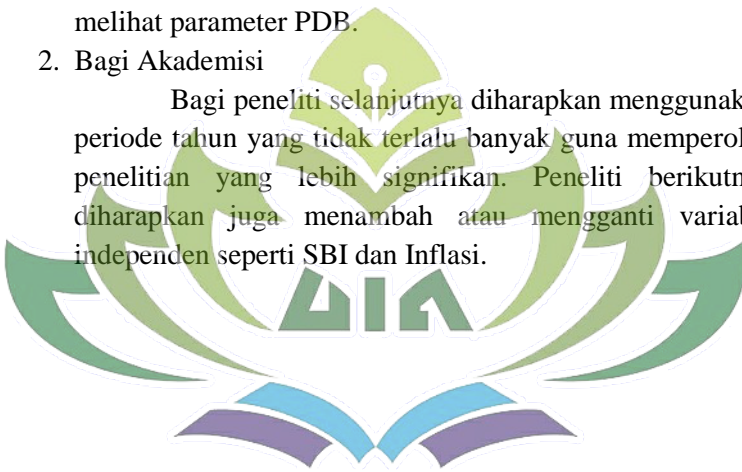 melihat parameter PDB.
2. Bagi Akademisi
Bagi peneliti selanjutnya diharapkan menggunak
periode tahun yang tidak terlalu banyak guna memperol
penelitian yang lebih signifikan. Peneliti berikutn
diharapkan juga menambah atau mengganti variab
independen seperti SBI dan Inflasi.